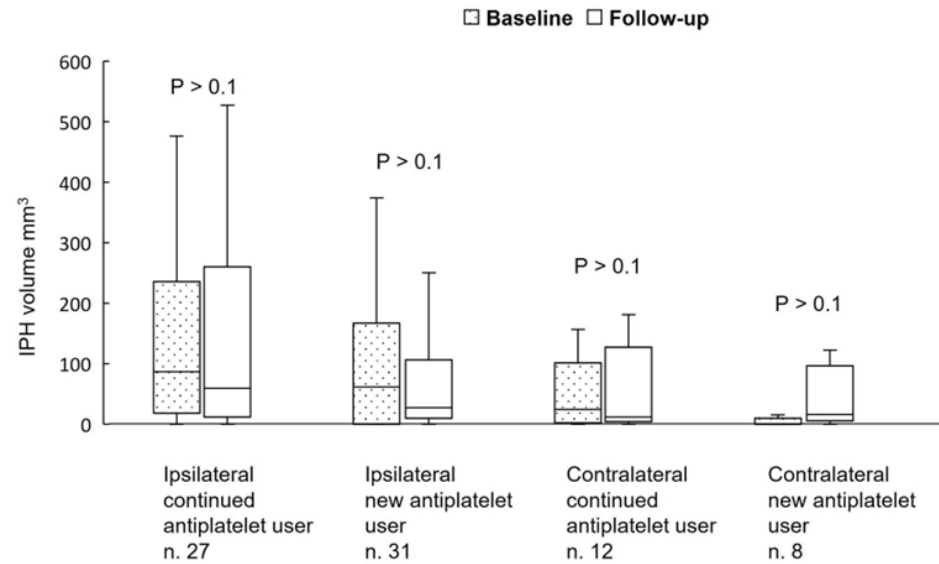 Baseline Follow-up
600
500
400
300
200
100
0
IPH volume mm³
P > 0.1
P > 0.1
P > 0.1
P > 0.1
Ipsilateral
continued
antiplatelet user
n. 27
Ipsilateral
new antiplatelet
user
n. 31
Contralateral
continued
antiplatelet user
n. 12
Contralateral
new antiplatelet
user
n. 8